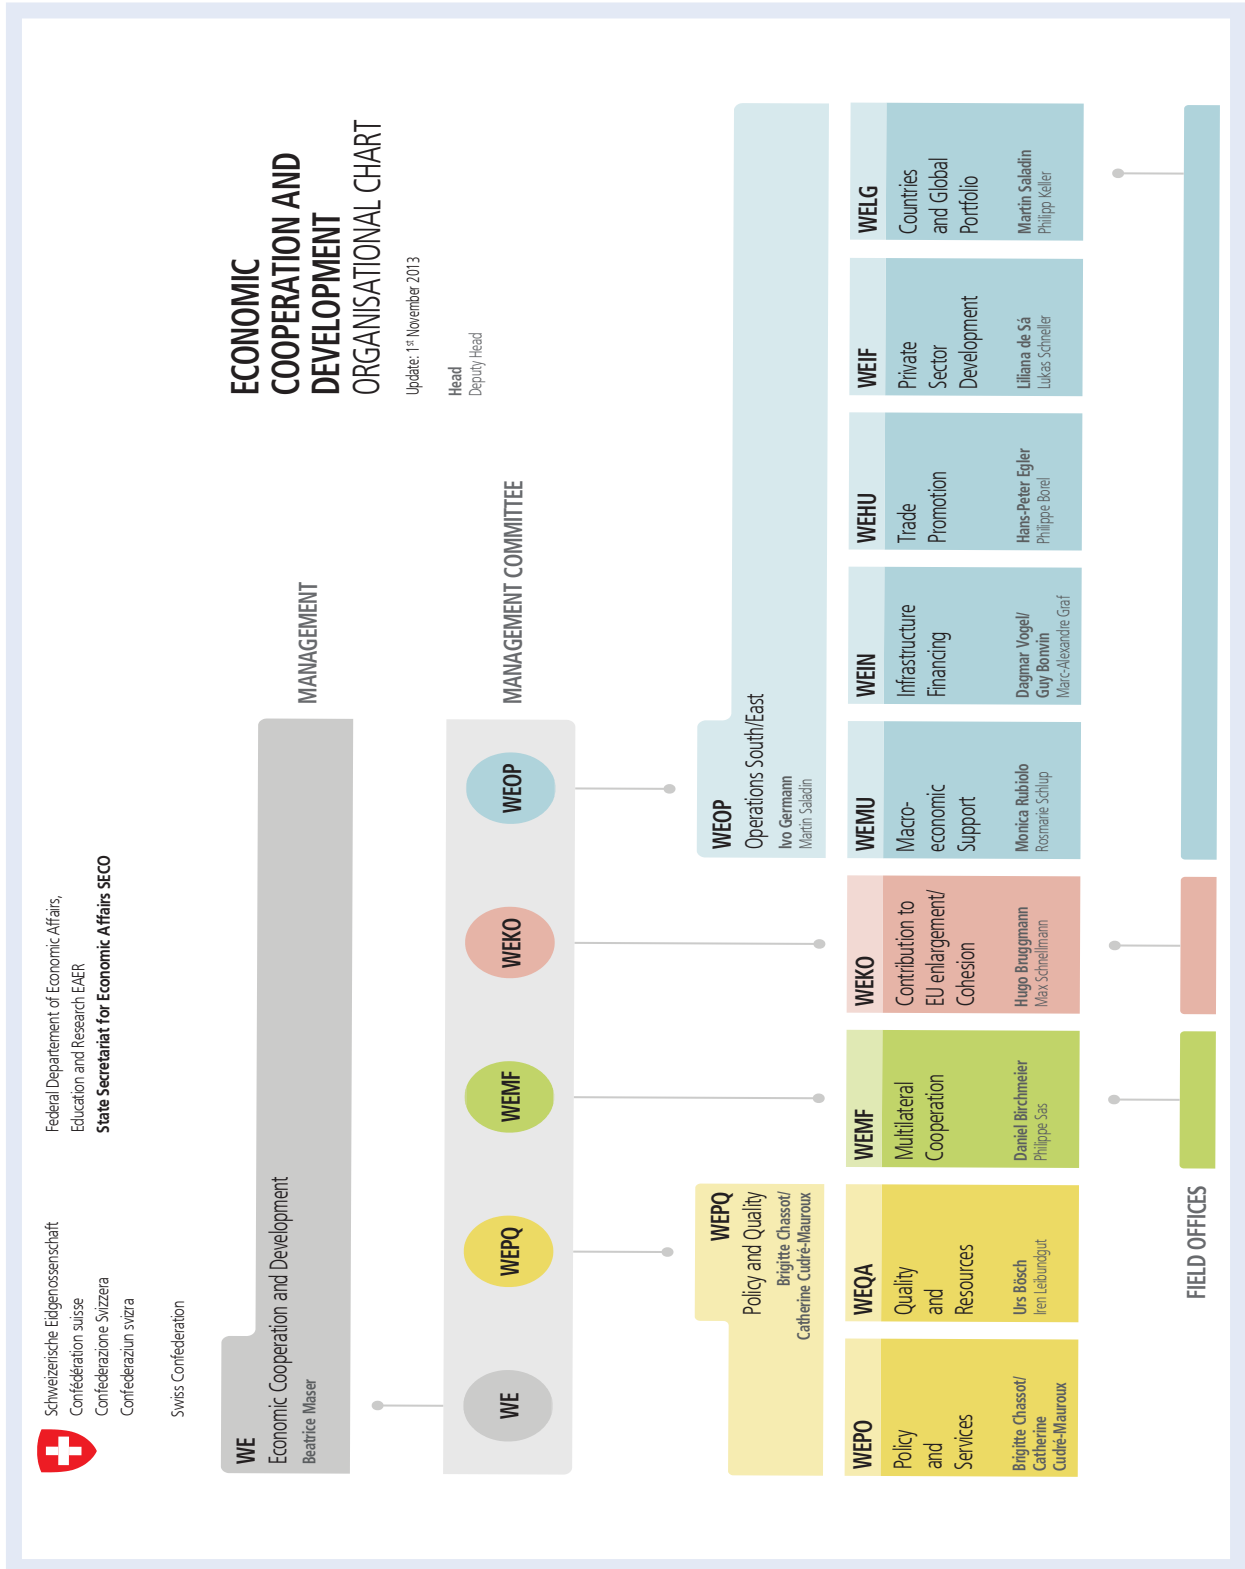 Schweizerische Eidgenossenschaft
Confédération suisse
Confederazione Svizzera
Confederaziun svizra
Swiss Confederation
Federal Departement of Economic Affairs,
Education and Research EAER
State Secretariat for Economic Affairs SECO
ECONOMIC
COOPERATION AND
DEVELOPMENT
ORGANISATIONAL CHART
Update: 1st November 2013
Head
Deputy Head
WE
Economic Cooperation and Development
Beatrice Maser
MANAGEMENT
WE
WEPQ
WEMF
WEKO
WEOP
MANAGEMENT COMMITTEE
WEPQ
Policy and Quality
Brigitte Chassot/
Catherine Cudré-Mauroux
WEOP
Operations South/East
Ivo Germann
Martin Saladin
WEPO
Policy
and
Services
Brigitte Chassot/
Catherine
Cudré-Mauroux
WEQA
Quality
and
Resources
Urs Bösch
Iren Leibundgut
WEMF
Multilateral
Cooperation
Daniel Birchmeier
Philippe Sas
WEKO
Contribution to
EU enlargement/
Cohesion
Hugo Bruggmann
Max Schnellmann
WEMU
Macro-
economic
Support
Monica Rubiolo
Rosmarie Schlup
WEIN
Infrastructure
Financing
Dagmar Vogel/
Guy Bonvin
Marc-Alexandre Graf
WEHU
Trade
Promotion
Hans-Peter Egler
Philippe Borel
WEIF
Private
Sector
Development
Liliana de Sá
Lukas Schneller
WELG
Countries
and Global
Portfolio
Martin Saladin
Philipp Keller
FIELD OFFICES